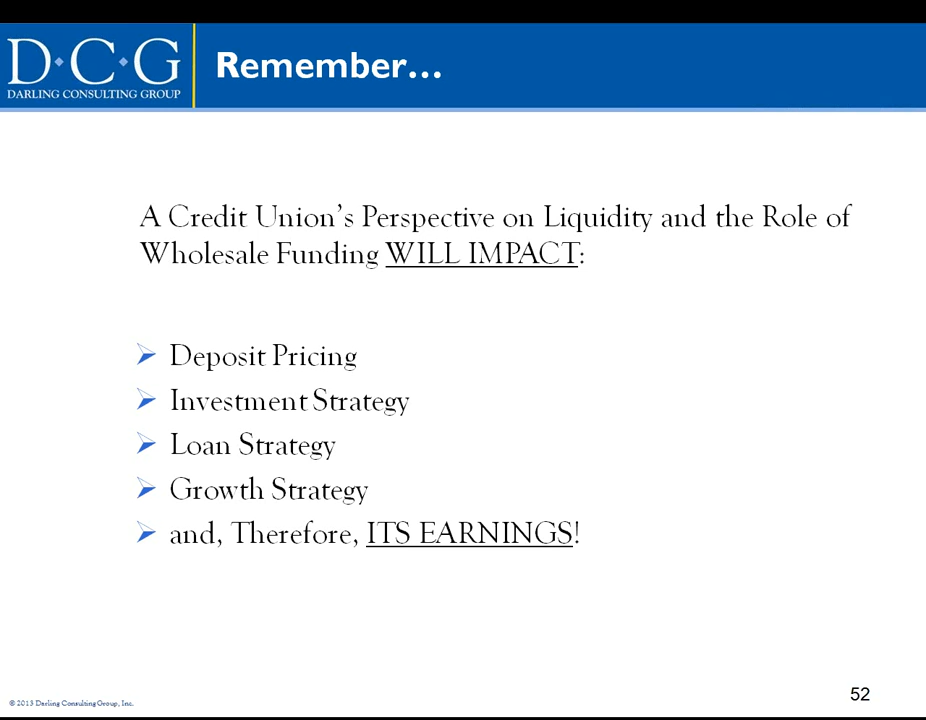 D·C·G
DARLING CONSULTING GROUP
Remember…
A Credit Union’s Perspective on Liquidity and the Role of
Wholesale Funding WILL IMPACT:
➢ Deposit Pricing
➢ Investment Strategy
➢ Loan Strategy
➢ Growth Strategy
➢ and, Therefore, ITS EARNINGS!
© 2013 Darling Consulting Group, Inc.
52